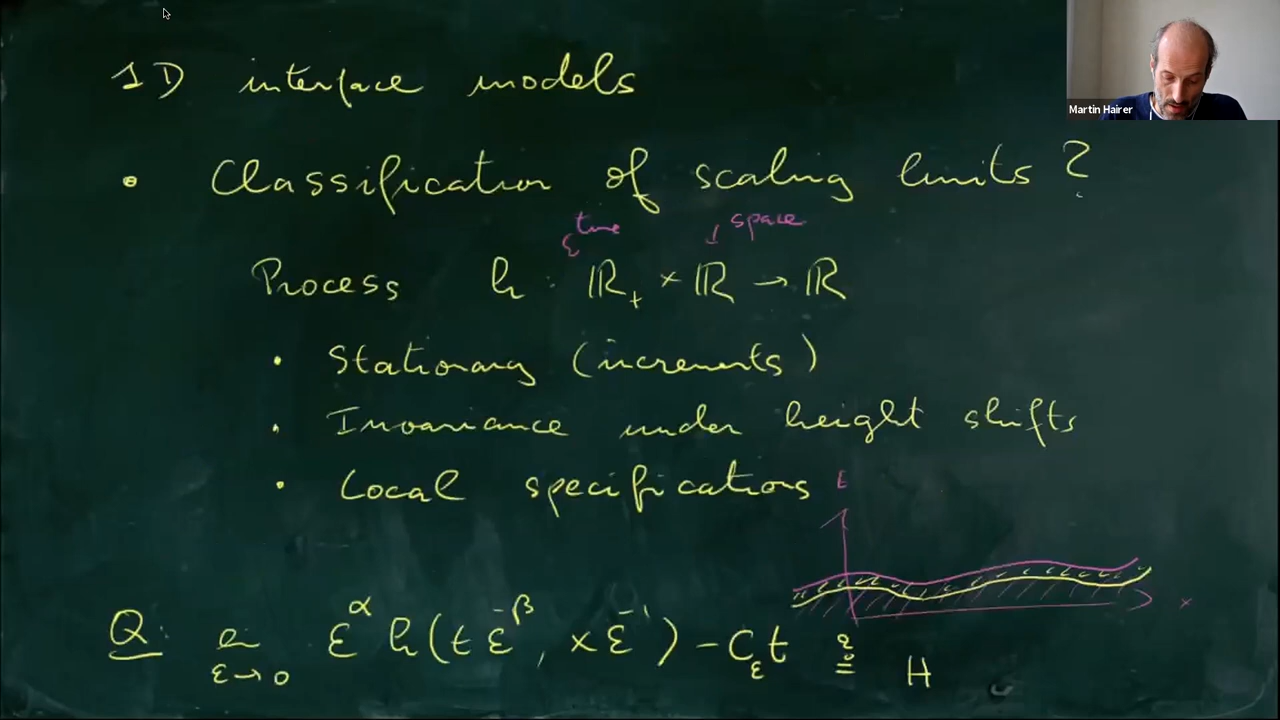 Martin Hairer
1D interface models
• Classification of scaling limits ?
time space
Process h : ℝ₊ × ℝ → ℝ
• Stationary (increments)
• Invariance under height shifts
• Local specifications
x
Q: lim ε→0 ε^α h(t ε^-β, x ε^-1) - C_ε t ≟ H